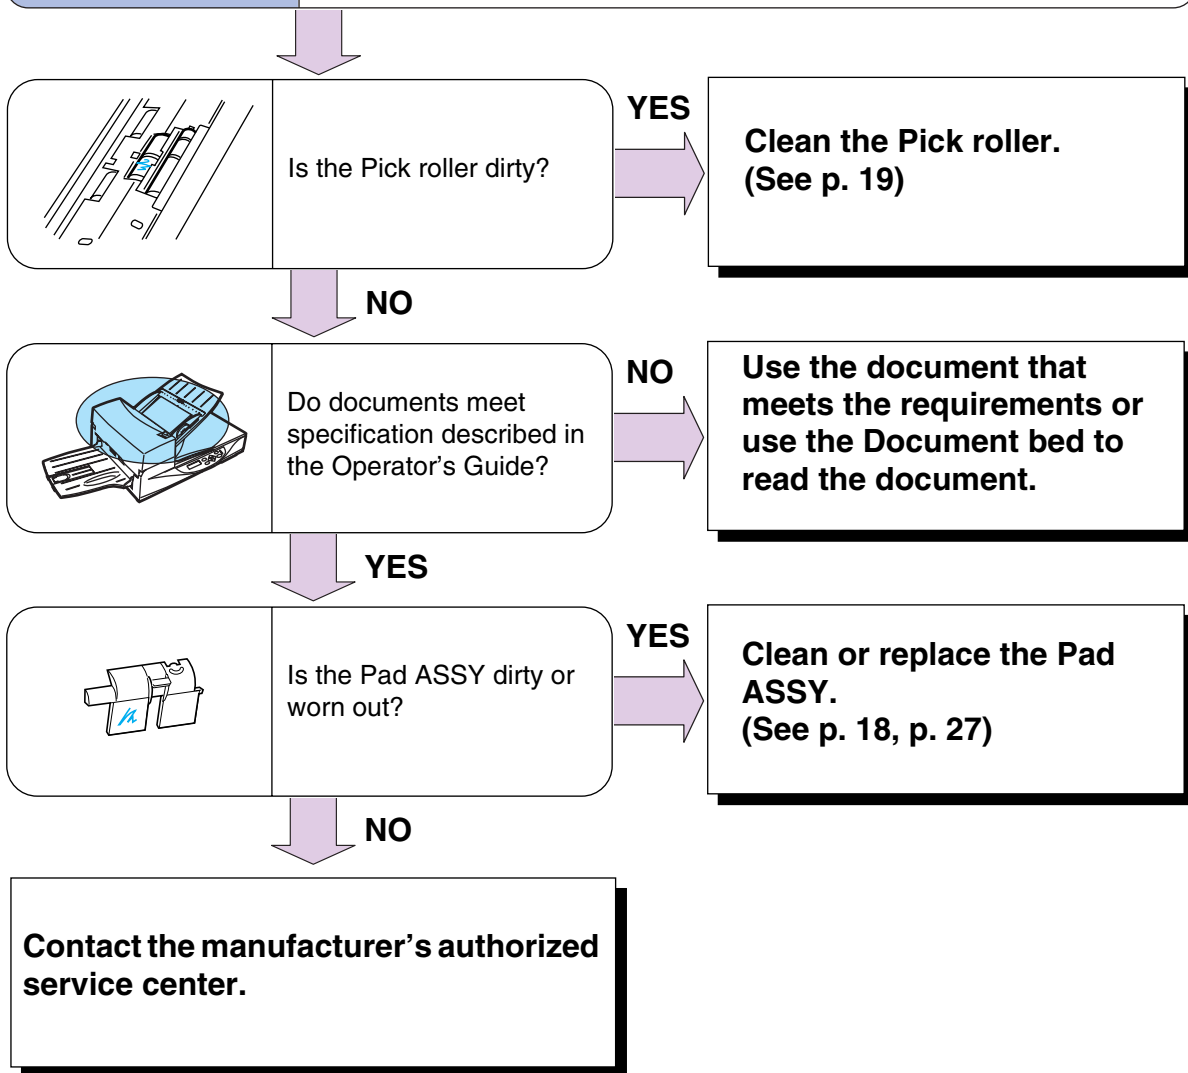 Is the Pick roller dirty?
YES
Clean the Pick roller.
(See p. 19)
NO
Do documents meet
specification described in
the Operator’s Guide?
NO
Use the document that
meets the requirements or
use the Document bed to
read the document.
YES
Is the Pad ASSY dirty or
worn out?
YES
Clean or replace the Pad
ASSY.
(See p. 18, p. 27)
NO
Contact the manufacturer’s authorized
service center.